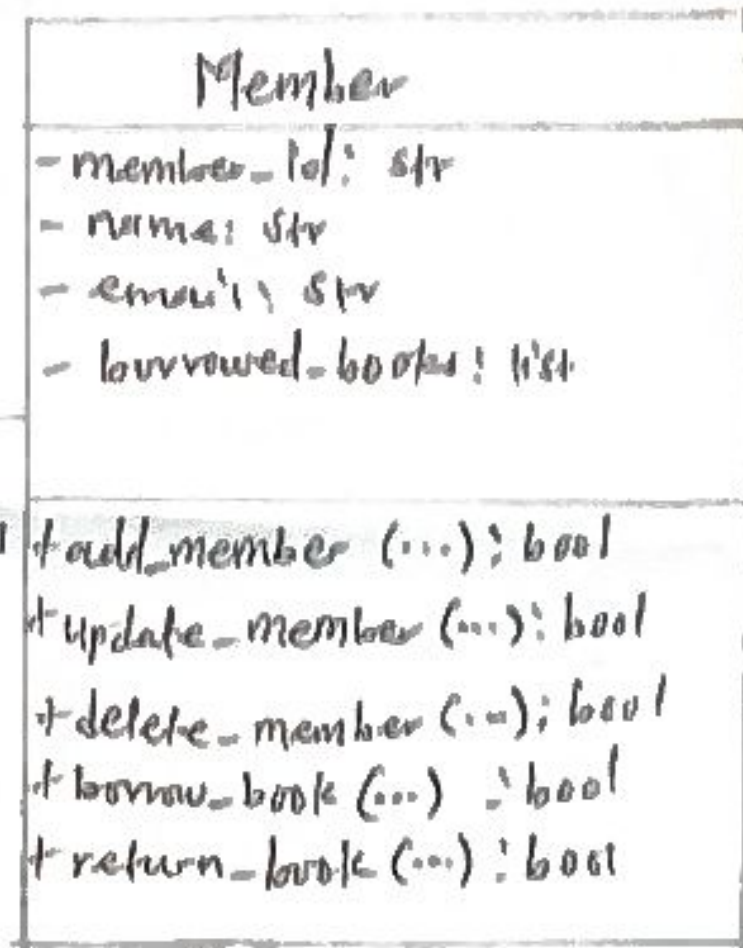 Member
- member_id: str
- name: str
- email: str
- borrowed_books: list
+ add_member (...): bool
+ update_member (...): bool
+ delete_member (...): bool
+ borrow_book (...) : bool
+ return_book (...) : bool